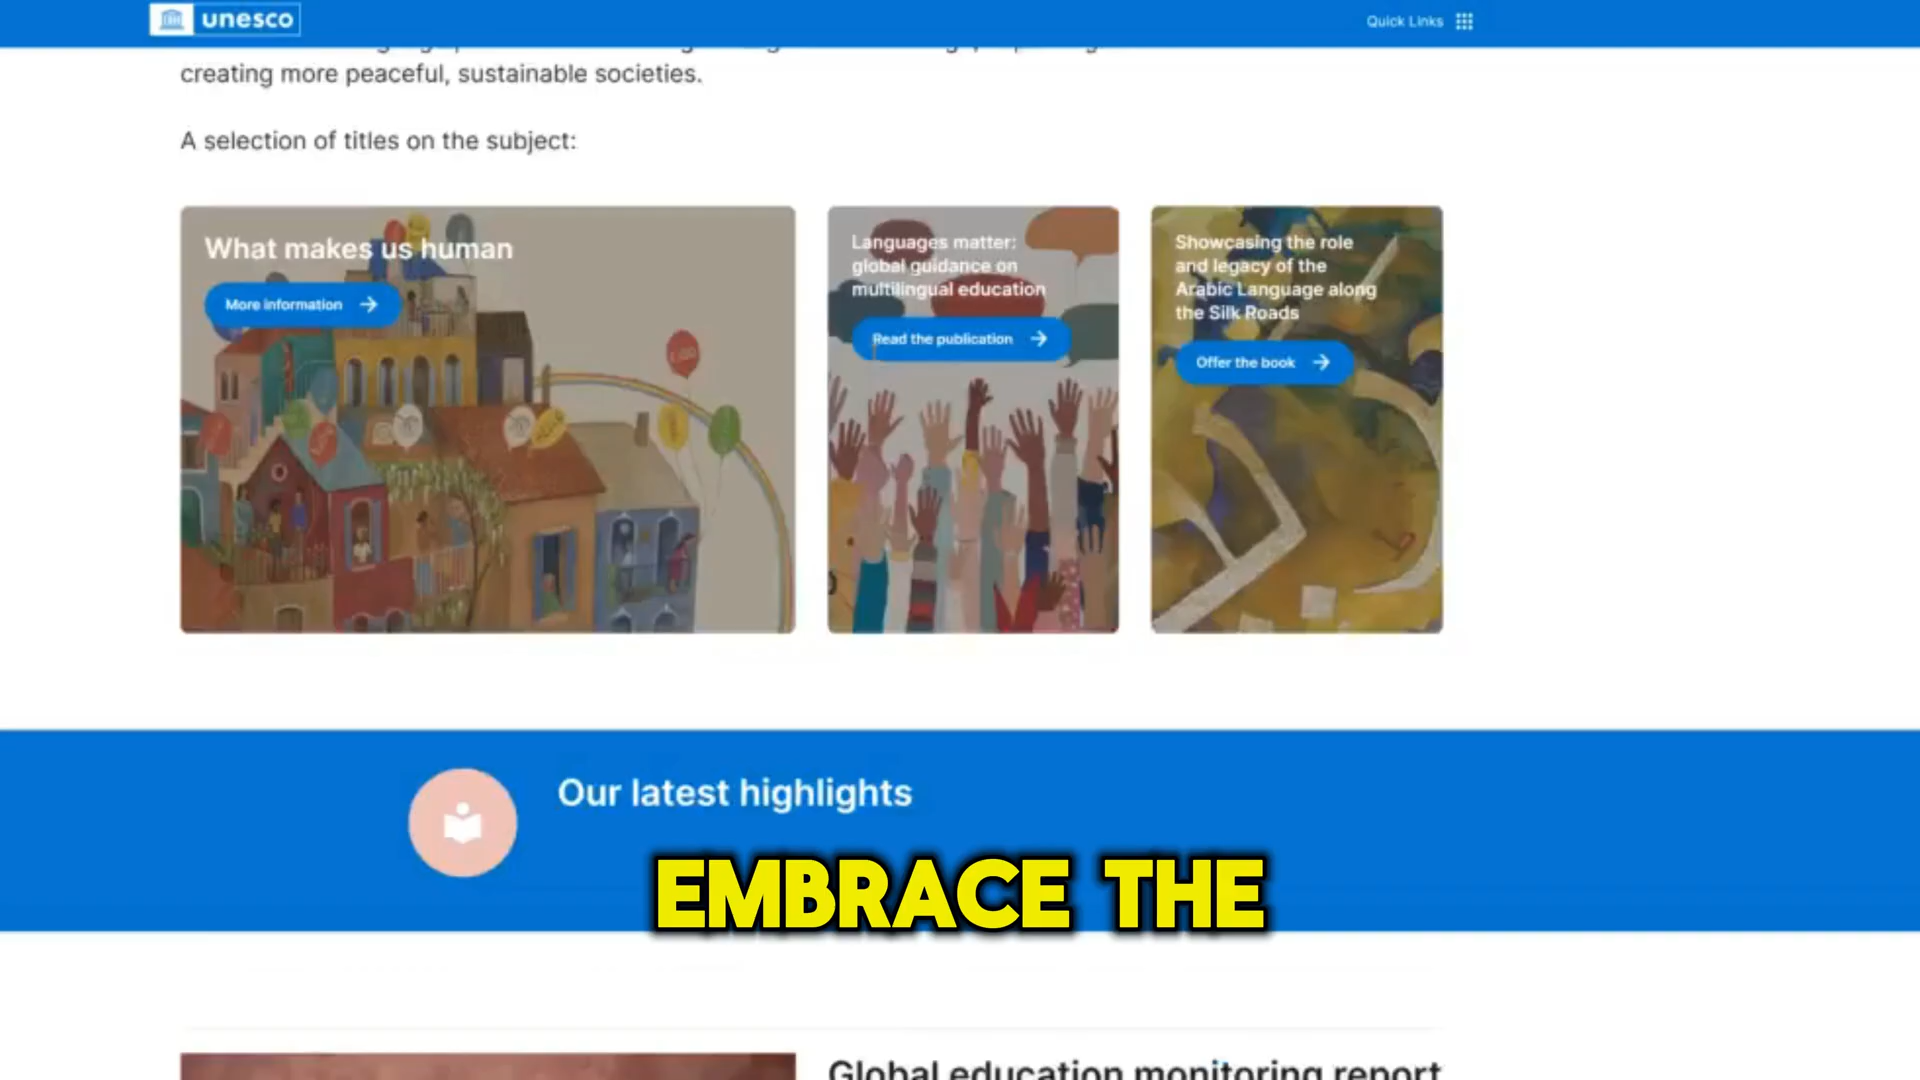 unesco
Quick Links
creating more peaceful, sustainable societies.
A selection of titles on the subject:
What makes us human
More information
Languages matter:
global guidance on
multilingual education
Read the publication
Showcasing the role
and legacy of the
Arabic Language along
the Silk Roads
Offer the book
Our latest highlights
EMBRACE THE
Global education monitoring report